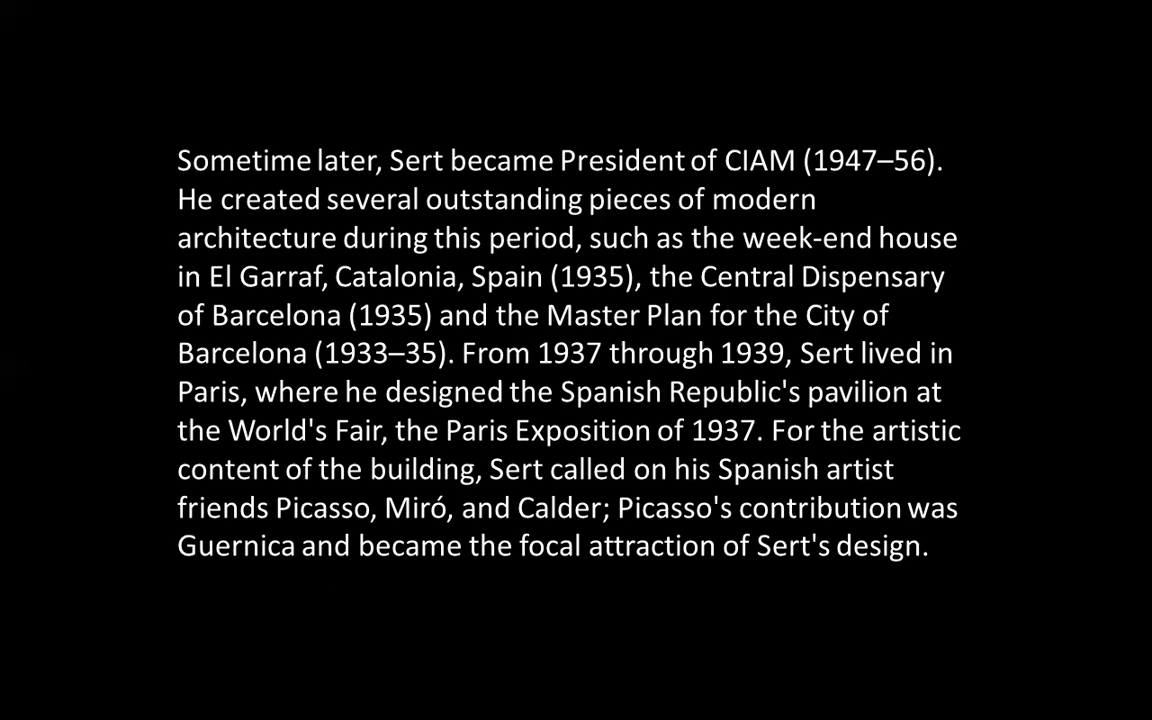 Sometime later, Sert became President of CIAM (1947–56).
He created several outstanding pieces of modern
architecture during this period, such as the week-end house
in El Garraf, Catalonia, Spain (1935), the Central Dispensary
of Barcelona (1935) and the Master Plan for the City of
Barcelona (1933–35). From 1937 through 1939, Sert lived in
Paris, where he designed the Spanish Republic's pavilion at
the World's Fair, the Paris Exposition of 1937. For the artistic
content of the building, Sert called on his Spanish artist
friends Picasso, Miró, and Calder; Picasso's contribution was
Guernica and became the focal attraction of Sert's design.